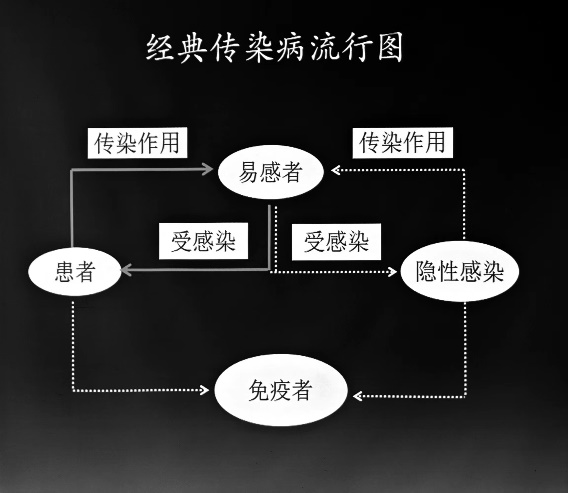 经典传染病流行图
传染作用
传染作用
易感者
受感染
受感染
患者
隐性感染
免疫者